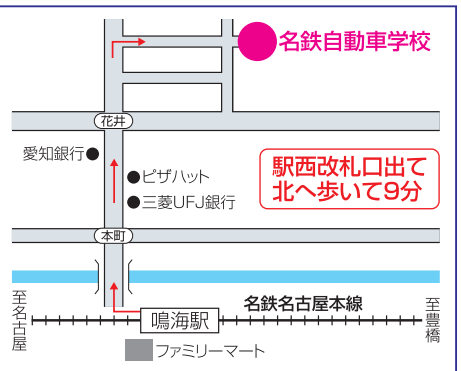 名鉄自動車学校
花井
愛知銀行
ピザハット
三菱UFJ銀行
駅西改札口出て
北へ歩いて9分
本町
至名古屋
名鉄名古屋本線
至豊橋
鳴海駅
ファミリーマート